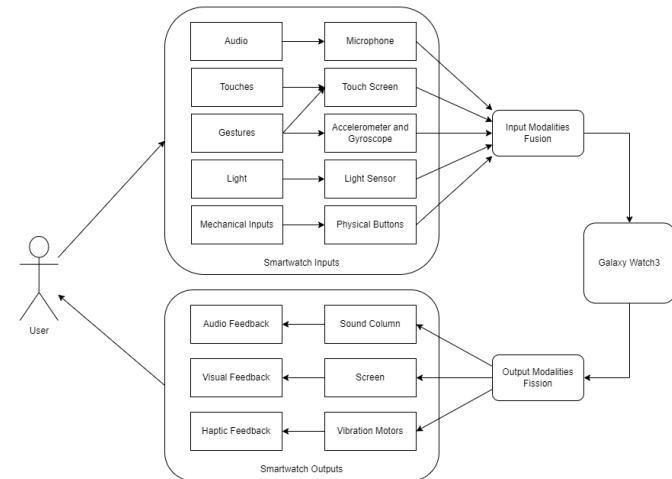 Audio
Microphone
Touches
Touch Screen
Gestures
Accelerometer and
Gyroscope
Light
Light Sensor
Mechanical Inputs
Physical Buttons
Smartwatch Inputs
Input Modalities
Fusion
Galaxy Watch3
User
Audio Feedback
Sound Column
Visual Feedback
Screen
Haptic Feedback
Vibration Motors
Smartwatch Outputs
Output Modalities
Fission